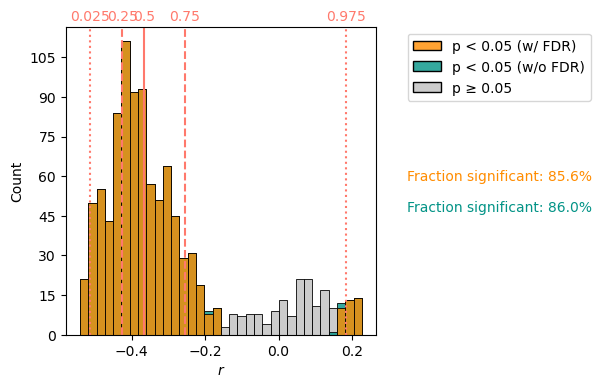 0.025 0.25 0.5 0.75 0.975
p < 0.05 (w/ FDR)
p < 0.05 (w/o FDR)
p ≥ 0.05
Fraction significant: 85.6%
Fraction significant: 86.0%
Count
105
90
75
60
45
30
15
0
−0.4 −0.2 0.0 0.2
r